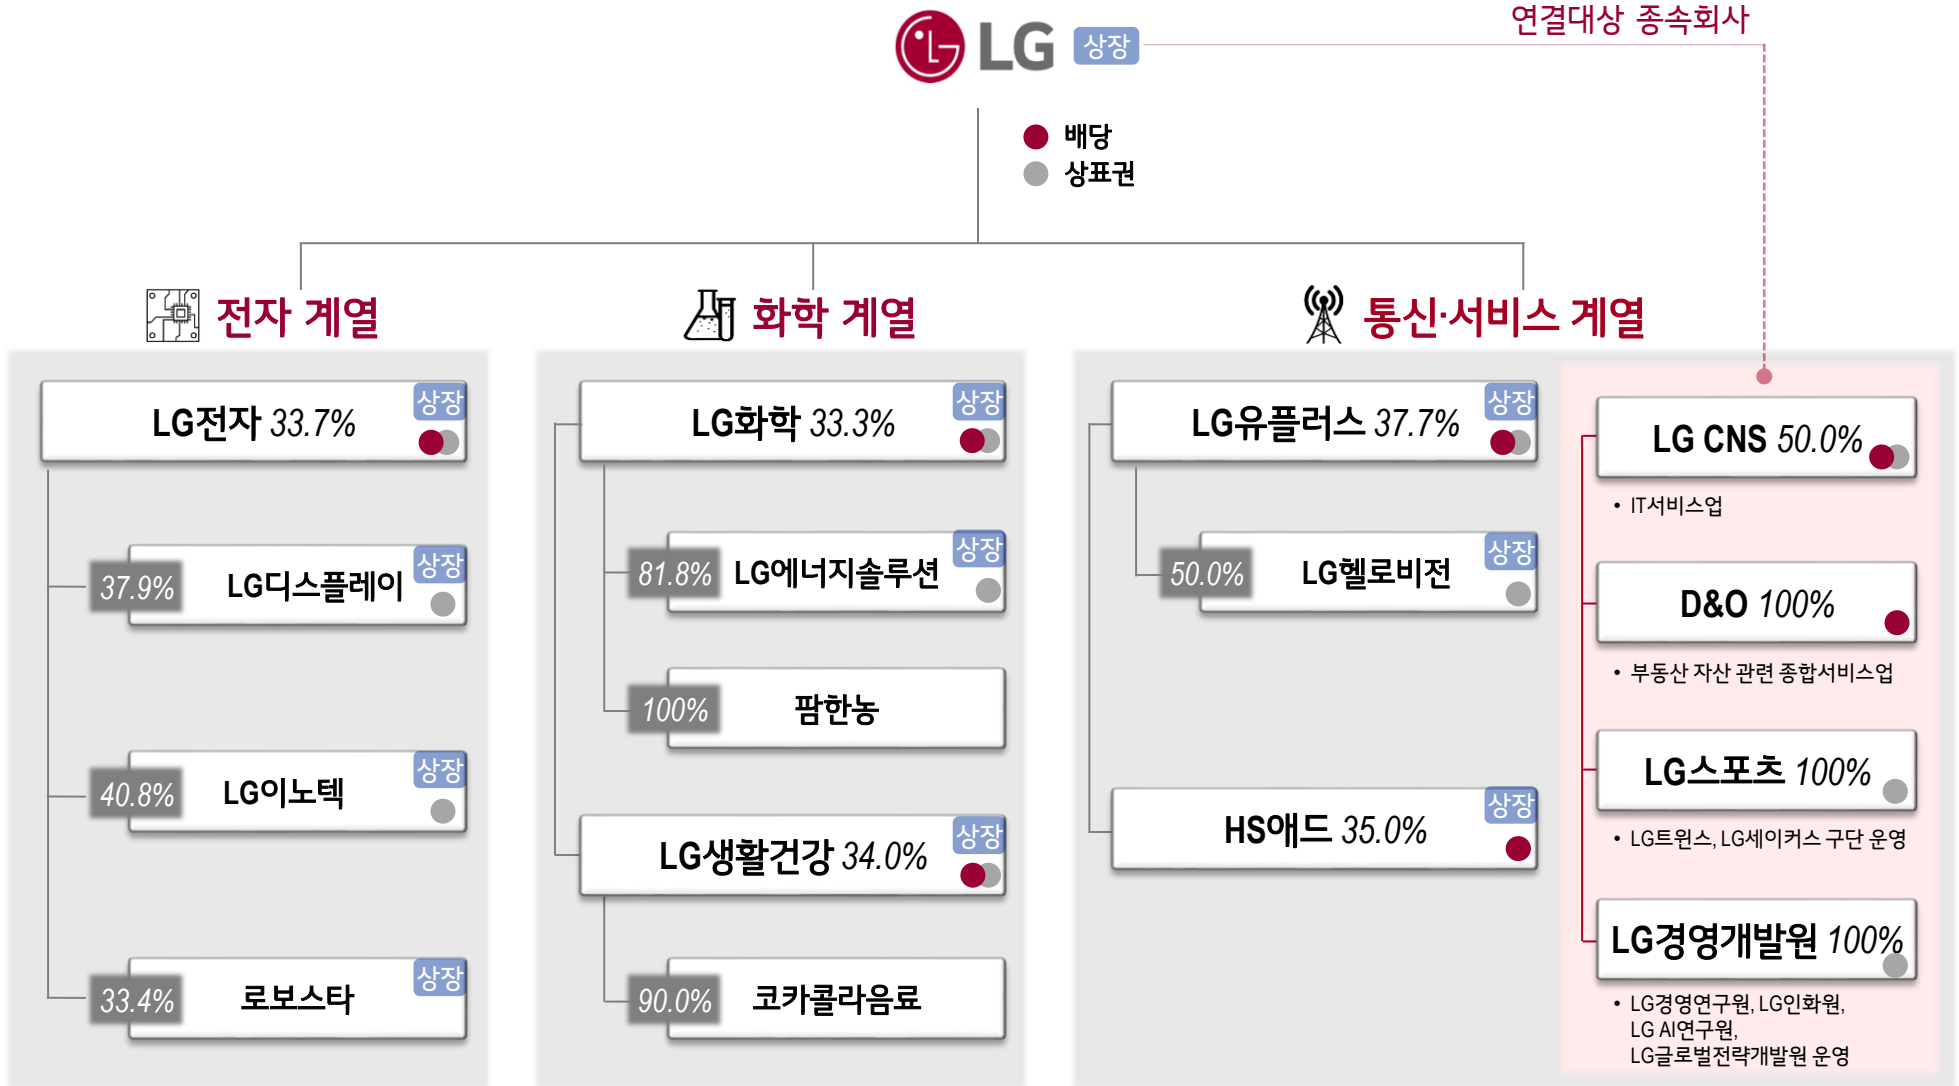 연결대상 종속회사
LG 상장
배당
상표권
전자 계열
LG전자 33.7% 상장
37.9% LG디스플레이 상장
40.8% LG이노텍 상장
33.4% 로보스타 상장
화학 계열
LG화학 33.3% 상장
81.8% LG에너지솔루션 상장
100% 팜한농
LG생활건강 34.0% 상장
90.0% 코카콜라음료
통신·서비스 계열
LG유플러스 37.7% 상장
50.0% LG헬로비전 상장
HS애드 35.0% 상장
LG CNS 50.0%
• IT서비스업
D&O 100%
• 부동산 자산 관련 종합서비스업
LG스포츠 100%
• LG트윈스, LG세이커스 구단 운영
LG경영개발원 100%
• LG경영연구원, LG인화원,
LG AI연구원,
LG글로벌전략개발원 운영